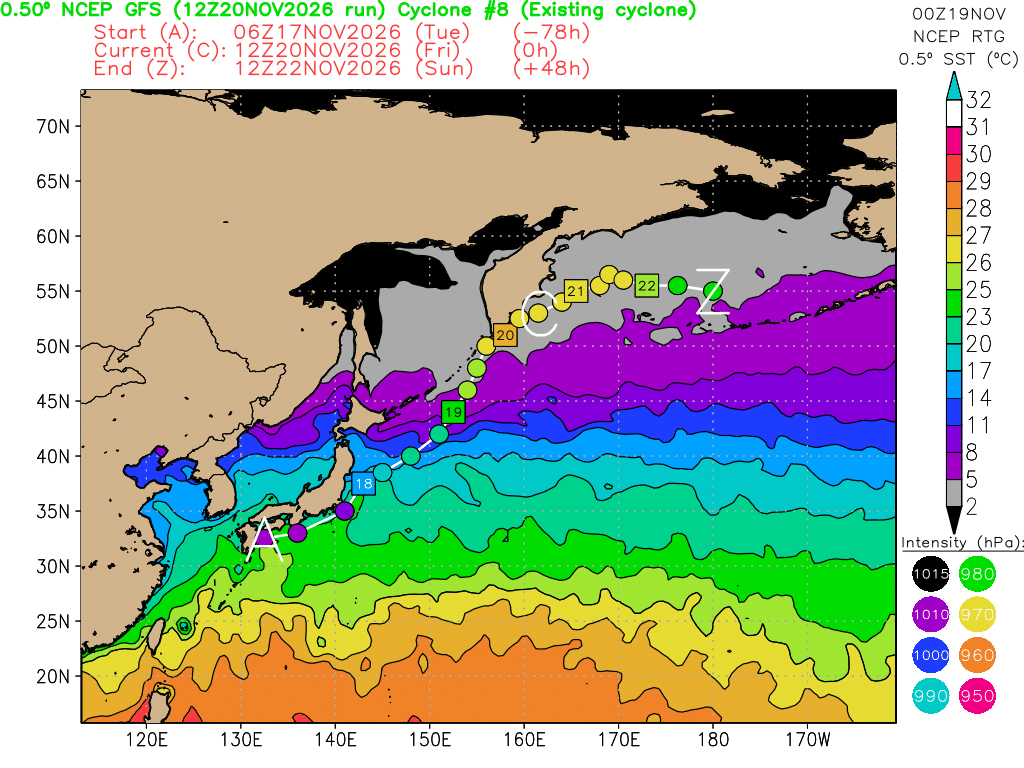 0.50º NCEP GFS (12Z20NOV2026 run) Cyclone #8 (Existing cyclone)
Start (A): 06Z17NOV2026 (Tue) (−78h)
Current (C): 12Z20NOV2026 (Fri) (0h)
End (Z): 12Z22NOV2026 (Sun) (+48h)
00Z19NOV
NCEP RTG
0.5º SST (ºC)
32
31
30
29
28
27
26
25
23
20
17
14
11
8
5
2
70N
65N
60N
55N
50N
45N
40N
35N
30N
25N
20N
120E 130E 140E 150E 160E 170E 180 170W
A
18
19
20
C
21
22
Z
Intensity (hPa):
1015 980
1010 970
1000 960
990 950